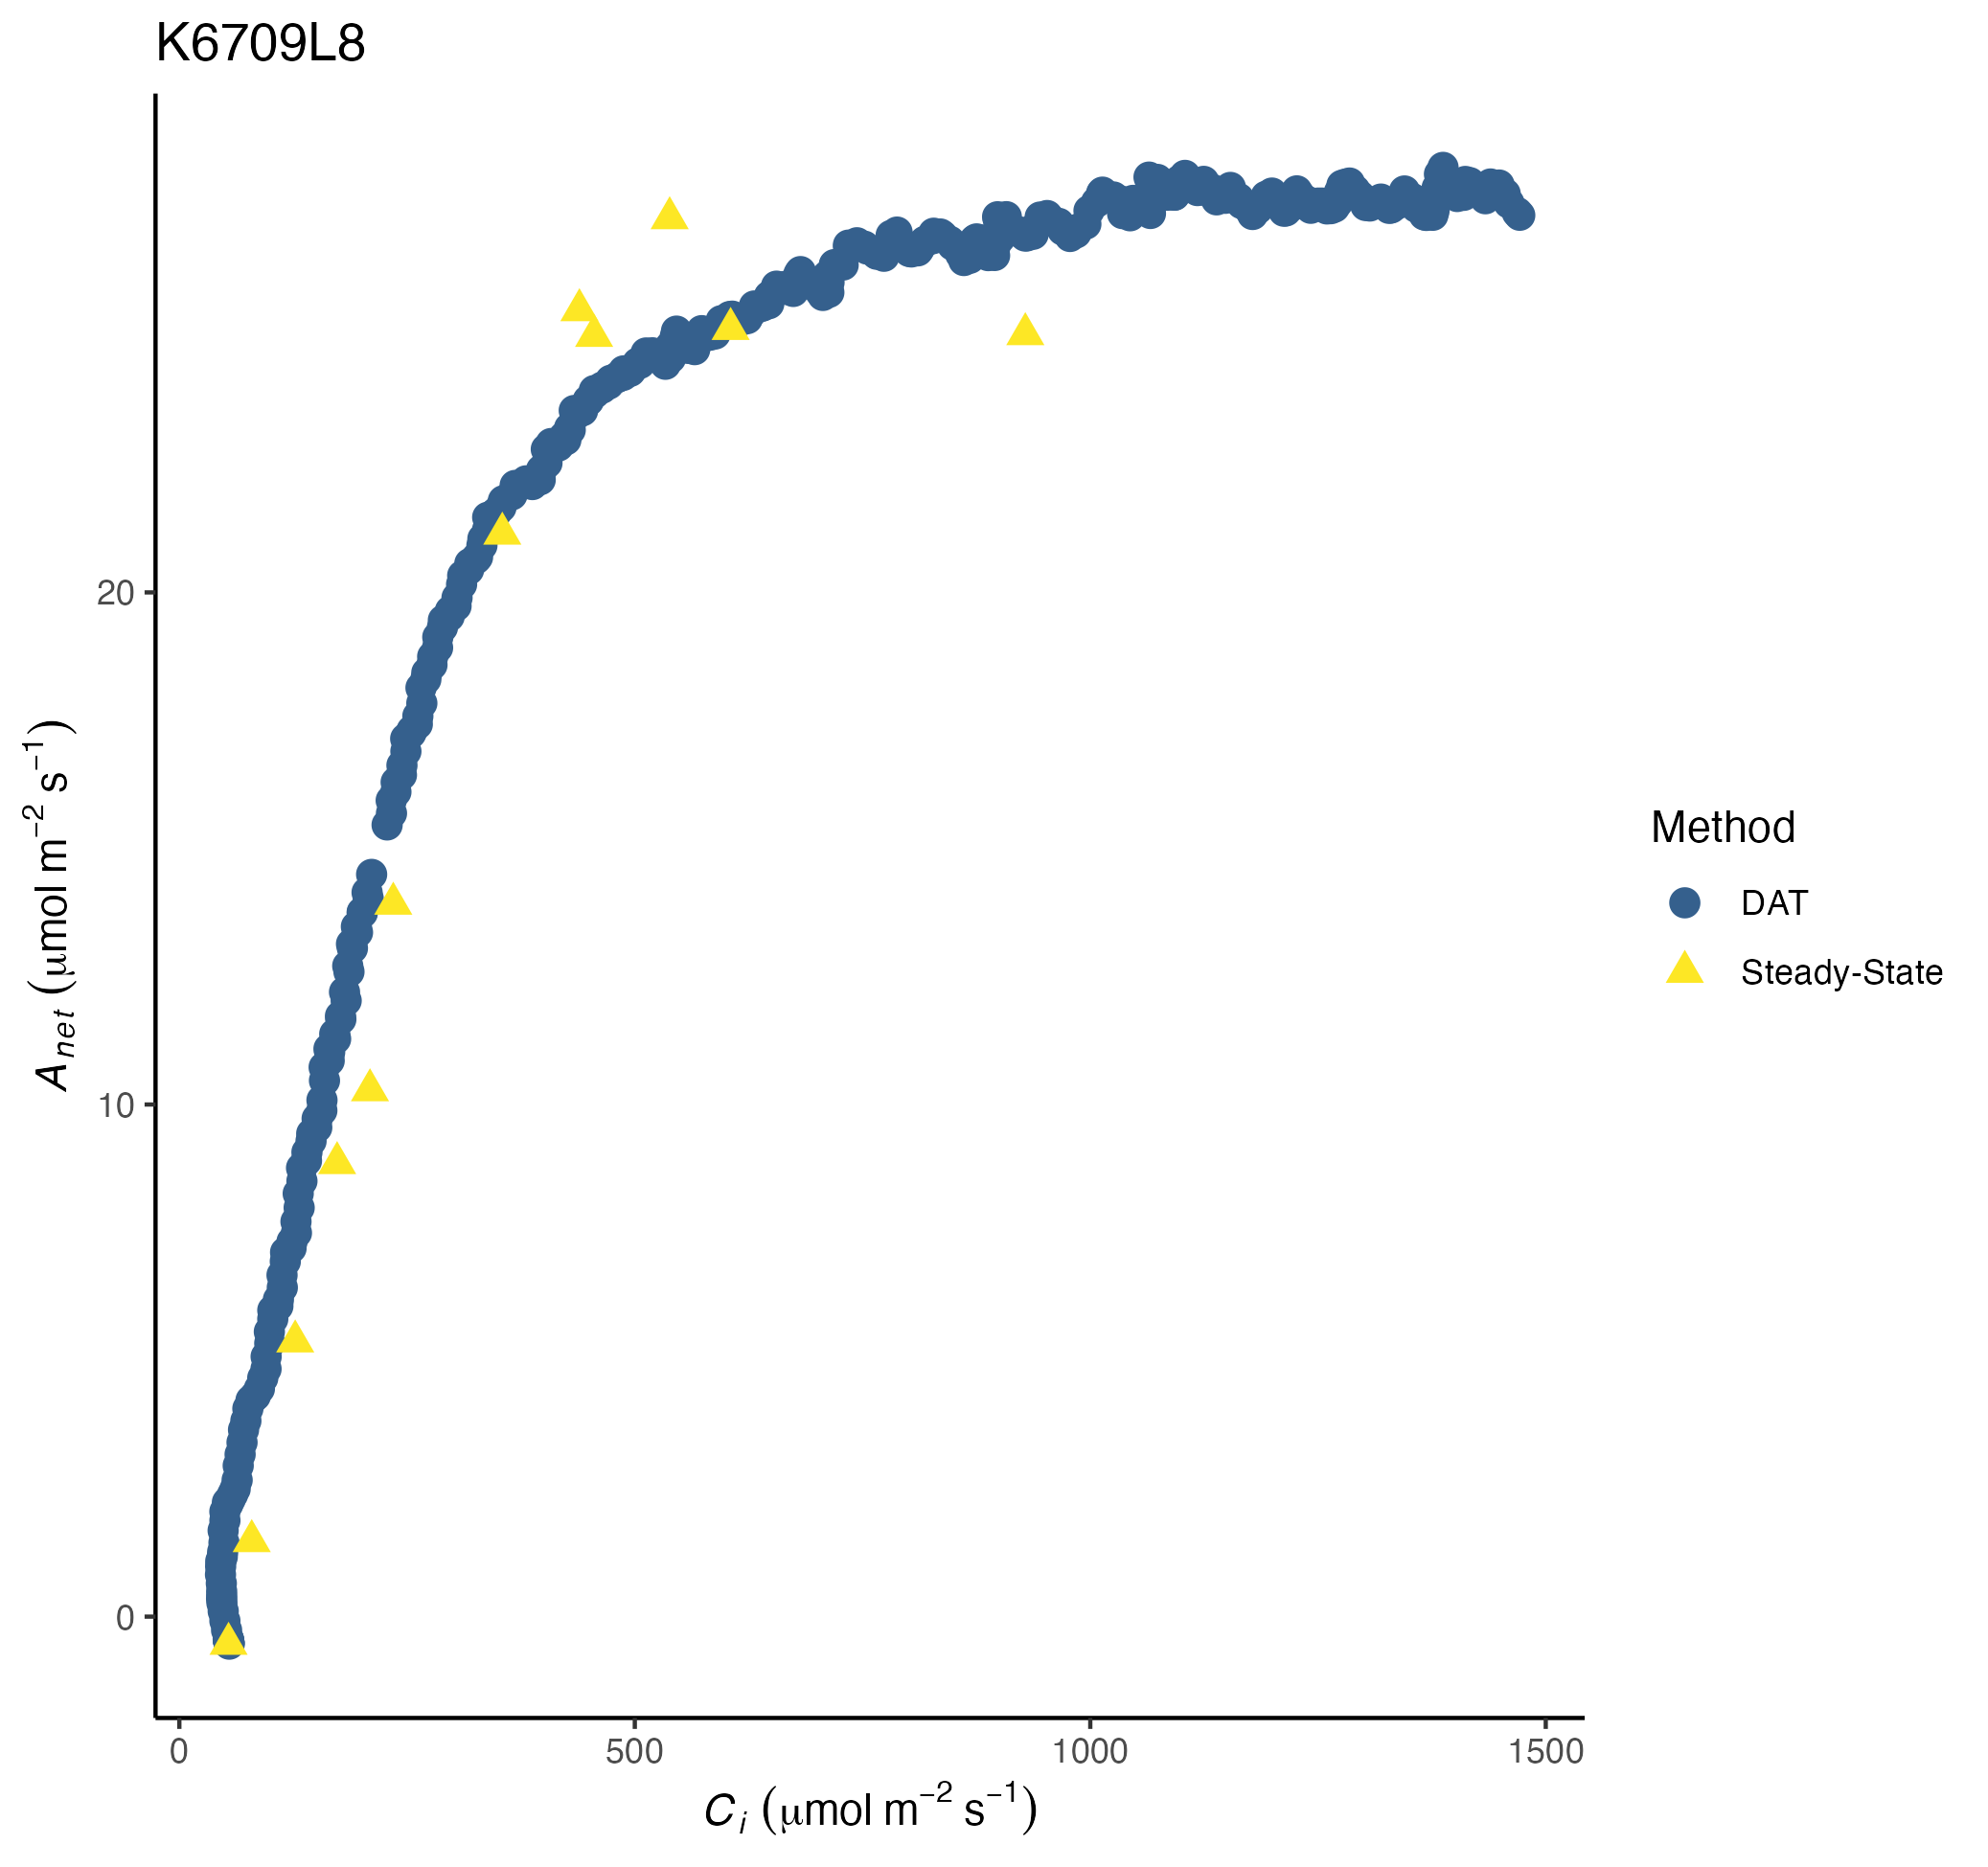 K6709L8
20
10
0
0 500 1000 1500
A_net (μmol m⁻² s⁻¹)
C_i (μmol m⁻² s⁻¹)
Method
DAT
Steady-State